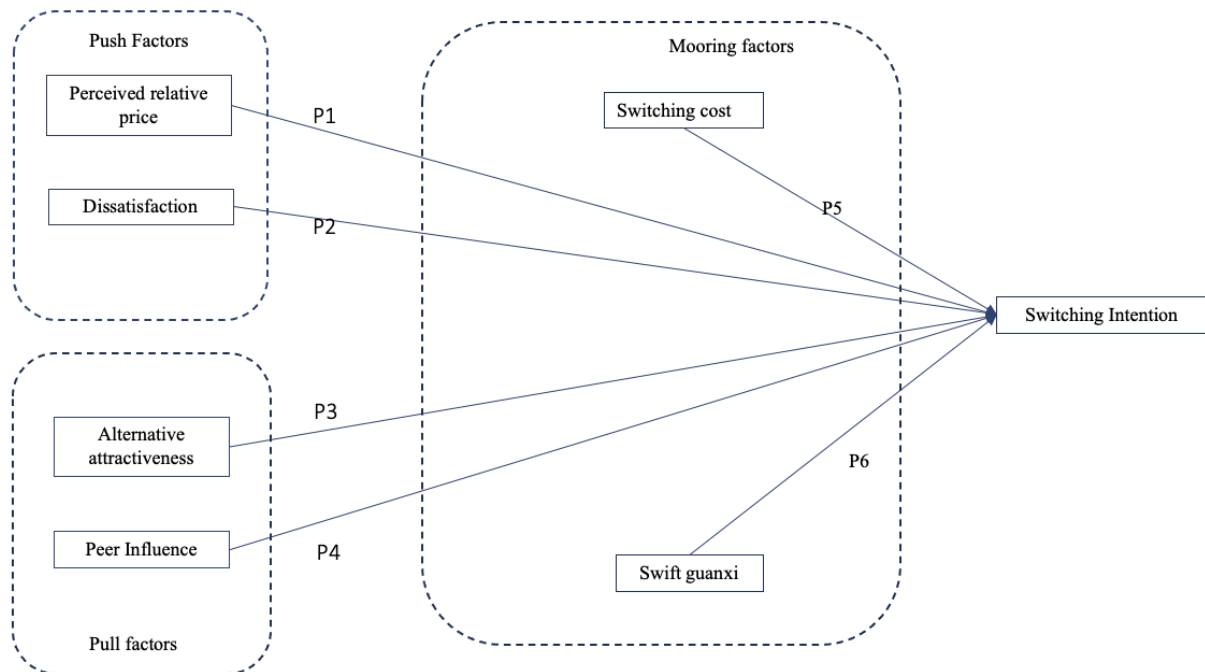 Push Factors
Perceived relative
price
Dissatisfaction
P1
P2
Mooring factors
Switching cost
P5
Switching Intention
Alternative
attractiveness
Peer Influence
Pull factors
P3
P4
P6
Swift guanxi